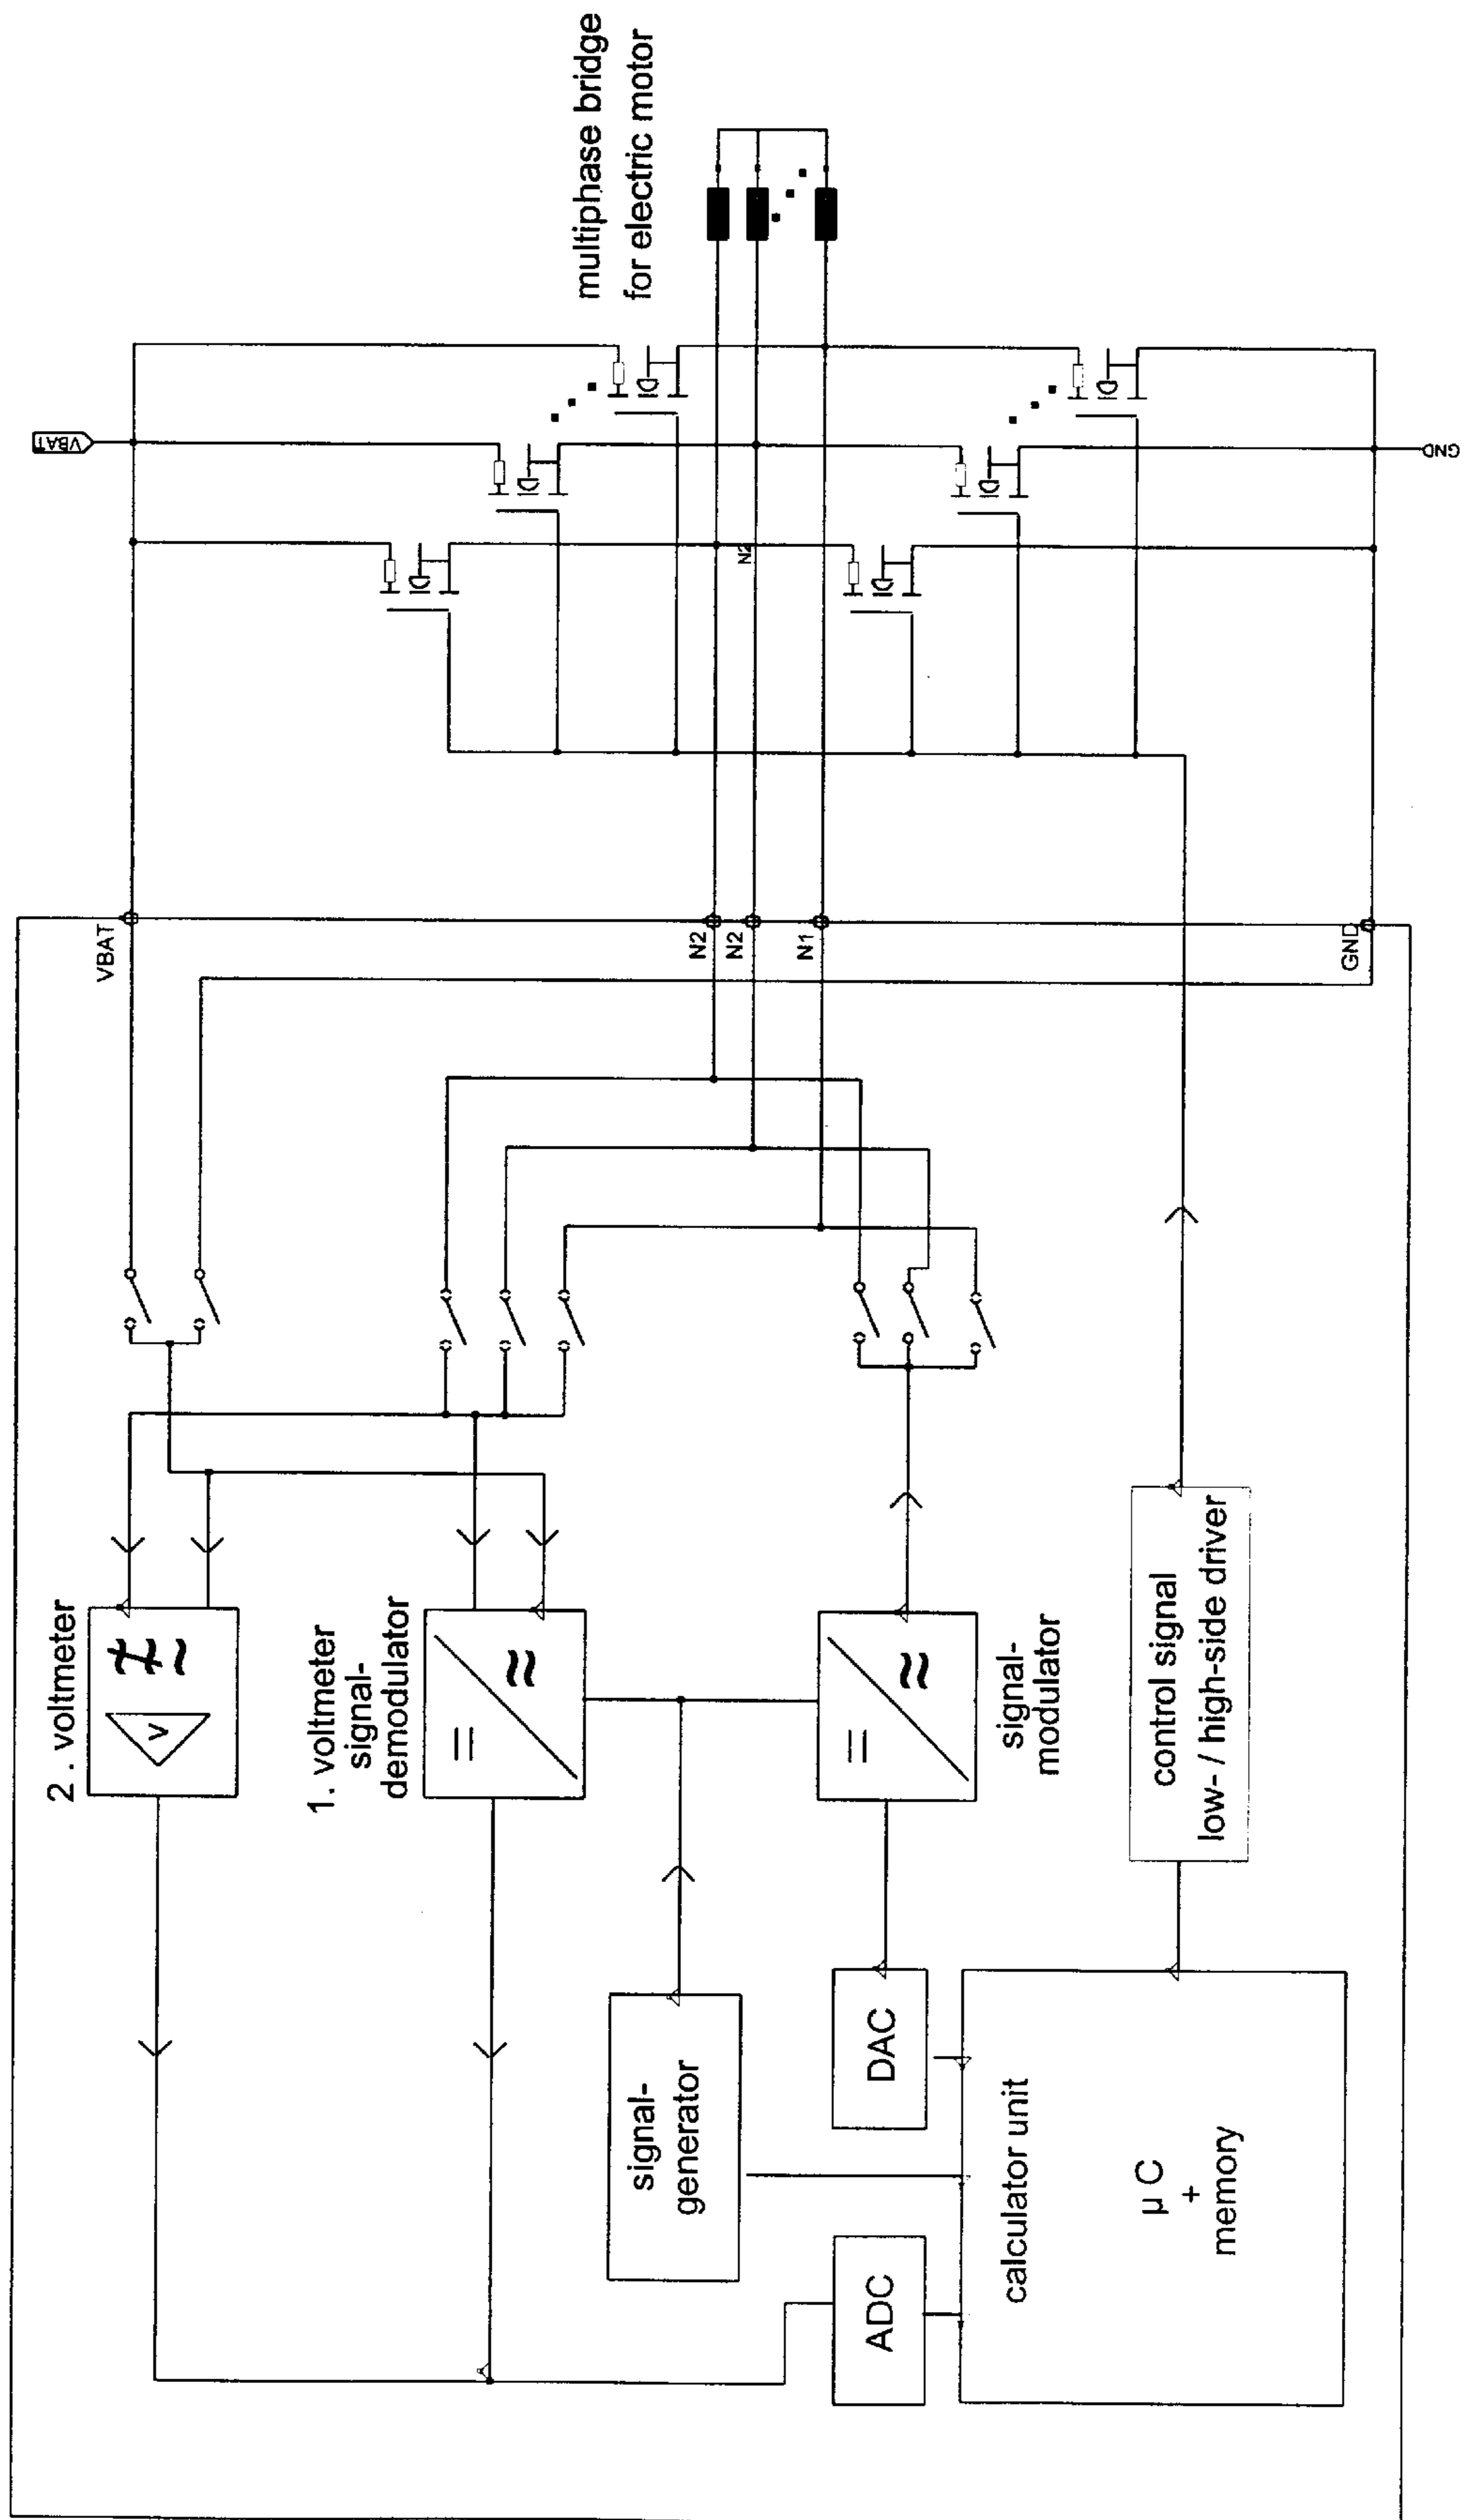 multiphase bridge
for electric motor
VBAT
GND
N2
VBAT
N2
N2
N1
GND
2 . voltmeter
V
1. voltmeter
signal-
demodulator
signal-
modulator
control signal
low- / high-side driver
signal-
generator
DAC
ADC
calculator unit
µ C
+
memory